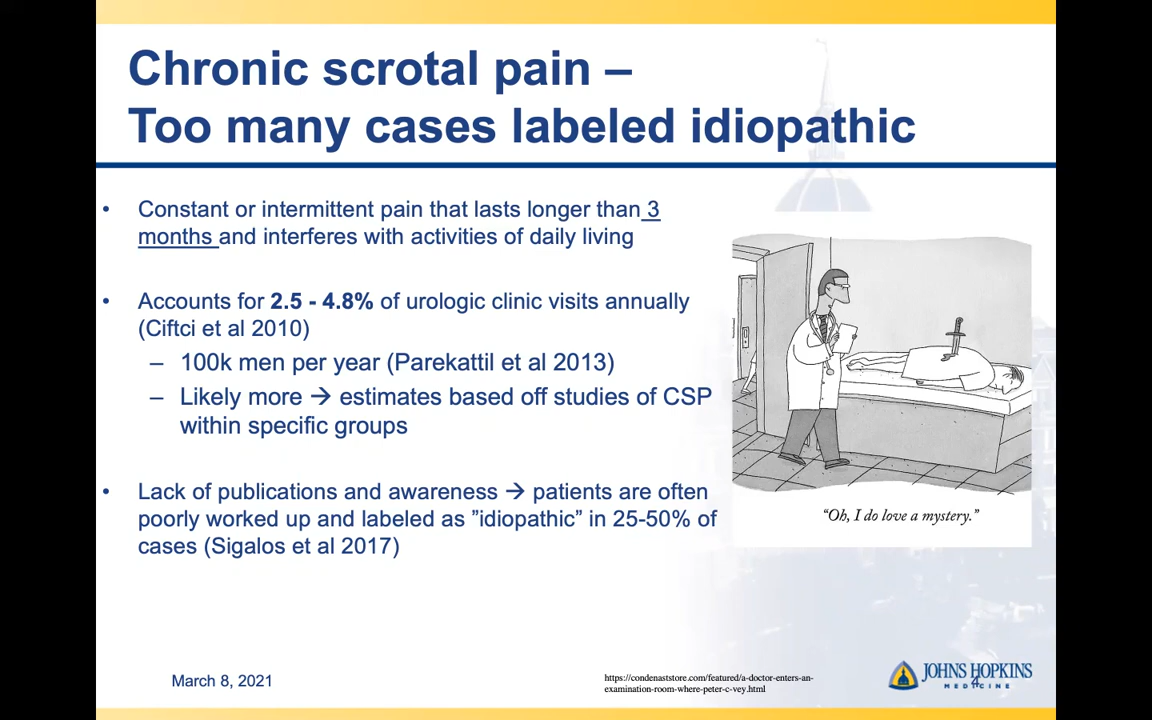 Chronic scrotal pain –
Too many cases labeled idiopathic
• Constant or intermittent pain that lasts longer than 3
months and interferes with activities of daily living
• Accounts for 2.5 - 4.8% of urologic clinic visits annually
(Ciftci et al 2010)
– 100k men per year (Parekattil et al 2013)
– Likely more → estimates based off studies of CSP
within specific groups
• Lack of publications and awareness → patients are often
poorly worked up and labeled as ”idiopathic” in 25-50% of
cases (Sigalos et al 2017)
“Oh, I do love a mystery.”
March 8, 2021
https://condenaststore.com/featured/a-doctor-enters-an-
examination-room-where-peter-c-vey.html
JOHNS HOPKINS
MEDICINE
4